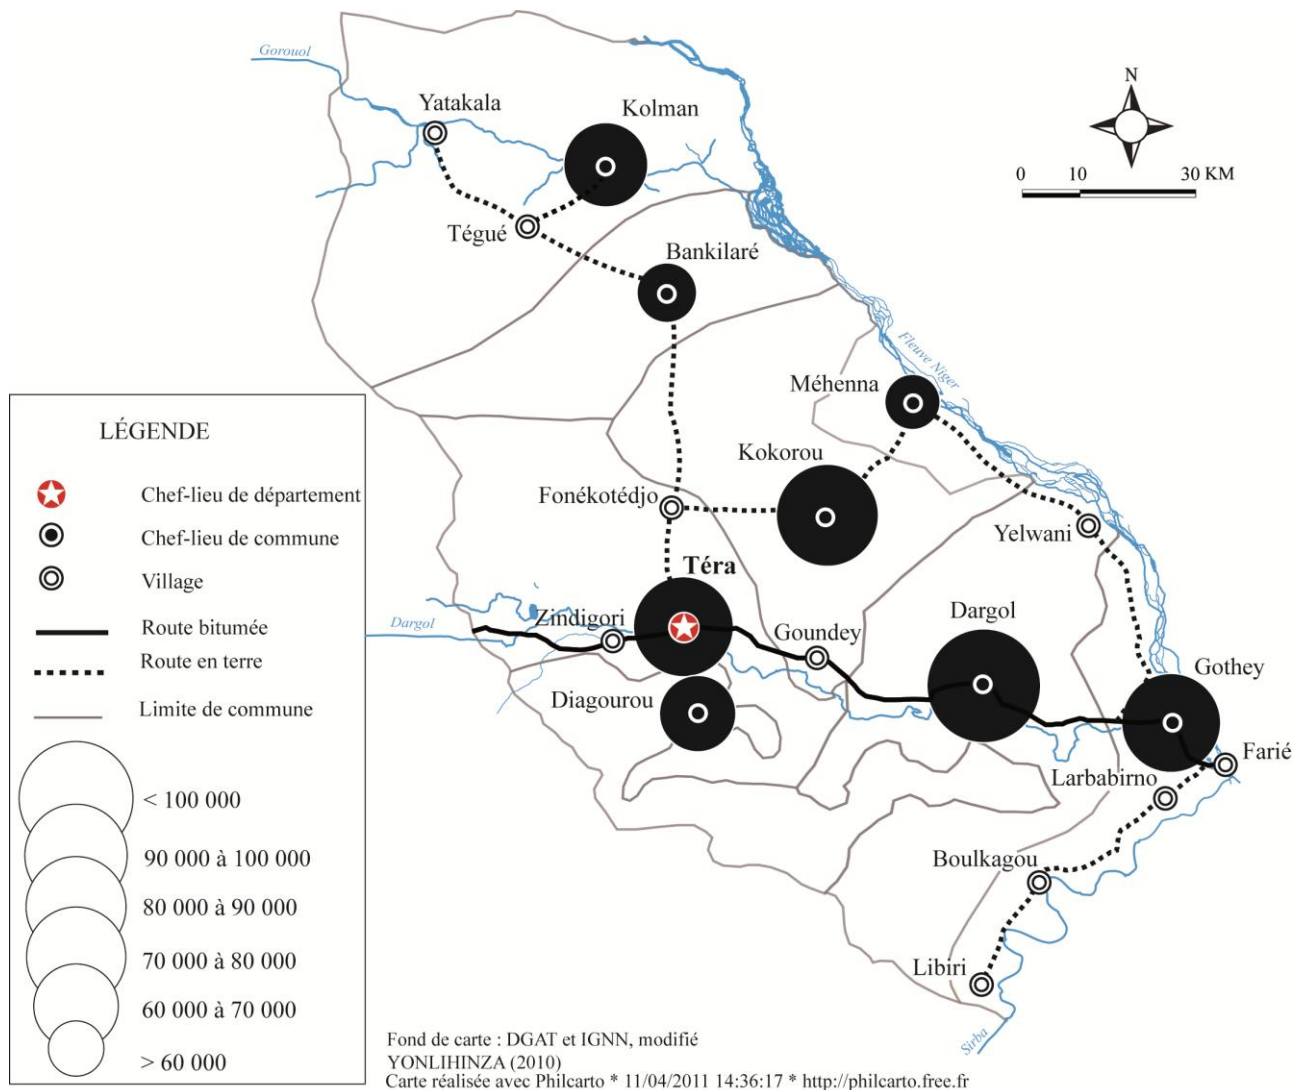 Gorouol
Yatakala
Kolman
N
0 10 30 KM
Tégué
Bankilaré
Fleuve Niger
Méhenna
Kokorou
Fonékotédjo
Yelwani
Téra
Dargol
Zindigori
Goundey
Dargol
Gothey
Diagourou
Farié
Larbabirno
Boulkagou
Libiri
Sirba
LÉGENDE
Chef-lieu de département
Chef-lieu de commune
Village
Route bitumée
Route en terre
Limite de commune
< 100 000
90 000 à 100 000
80 000 à 90 000
70 000 à 80 000
60 000 à 70 000
> 60 000
Fond de carte : DGAT et IGNN, modifié
YONLIHINZA (2010)
Carte réalisée avec Philcarto * 11/04/2011 14:36:17 * http://philcarto.free.fr